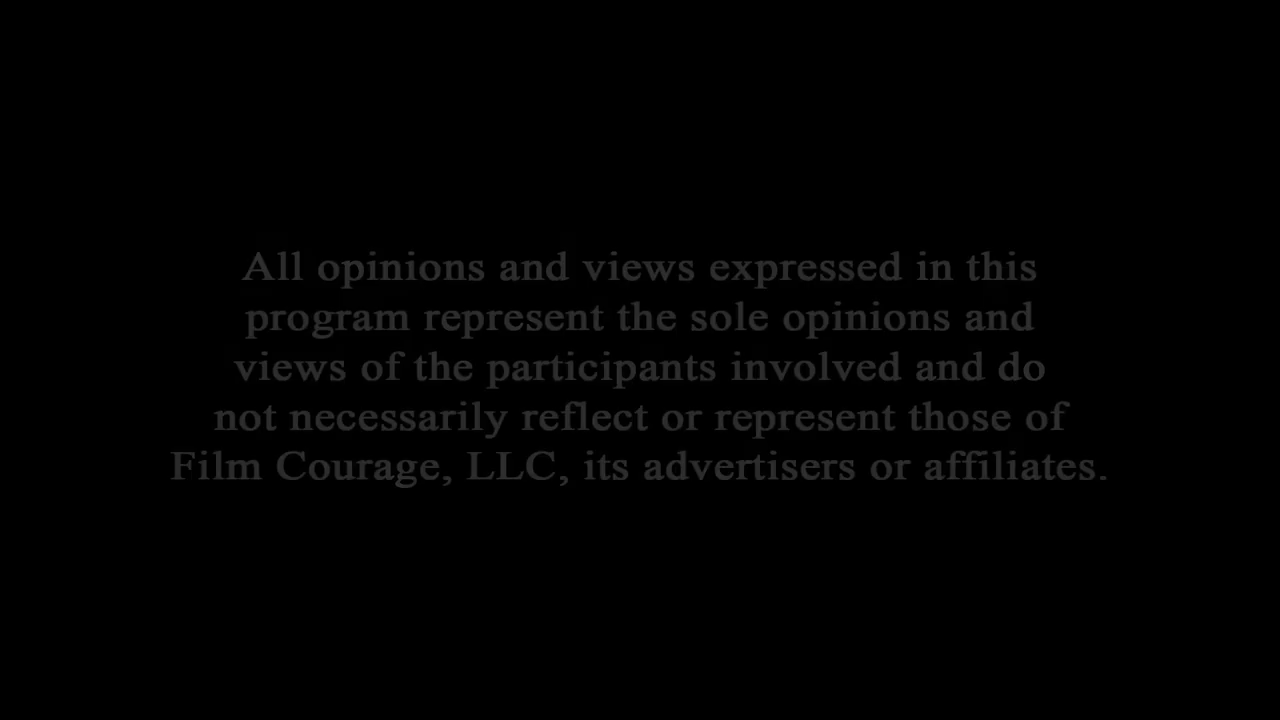 All opinions and views expressed in this
program represent the sole opinions and
views of the participants involved and do
not necessarily reflect or represent those of
Film Courage, LLC, its advertisers or affiliates.